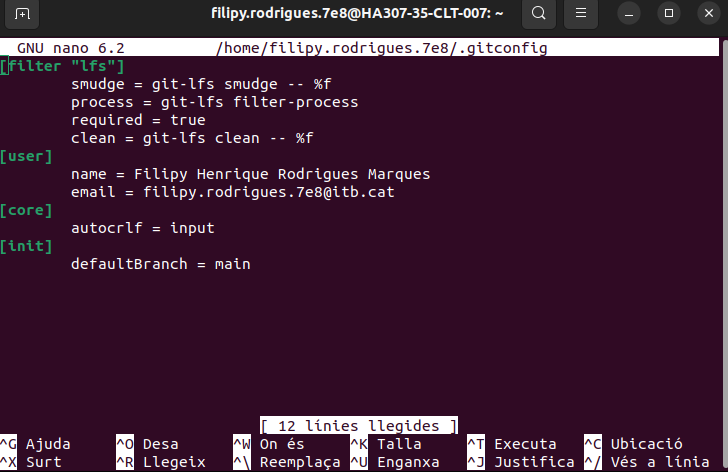 filipy.rodrigues.7e8@HA307-35-CLT-007: ~
GNU nano 6.2 /home/filipy.rodrigues.7e8/.gitconfig
[filter "lfs"]
smudge = git-lfs smudge -- %f
process = git-lfs filter-process
required = true
clean = git-lfs clean -- %f
[user]
name = Filipy Henrique Rodrigues Marques
email = filipy.rodrigues.7e8@itb.cat
[core]
autocrlf = input
[init]
defaultBranch = main
[ 12 línies llegides ]
^G Ajuda ^O Desa ^W On és ^K Talla ^T Executa ^C Ubicació
^X Surt ^R Llegeix ^\ Reemplaça ^U Enganxa ^J Justifica ^/ Vés a línia